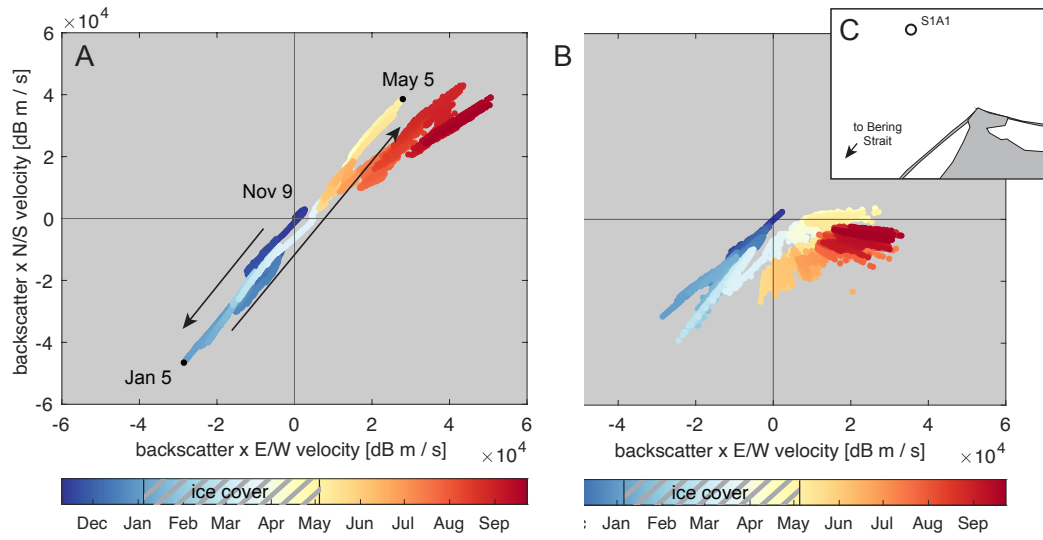 × 10⁴
6
4
2
0
-2
-4
-6
backscatter x N/S velocity [dB m / s]
A
May 5
Nov 9
Jan 5
-6 -4 -2 0 2 4 6
backscatter x E/W velocity [dB m / s]
× 10⁴
ice cover
Dec Jan Feb Mar Apr May Jun Jul Aug Sep
B
-4 -2 0 2 4 6
backscatter x E/W velocity [dB m / s]
× 10⁴
ice cover
c Jan Feb Mar Apr May Jun Jul Aug Sep
C
S1A1
to Bering
Strait